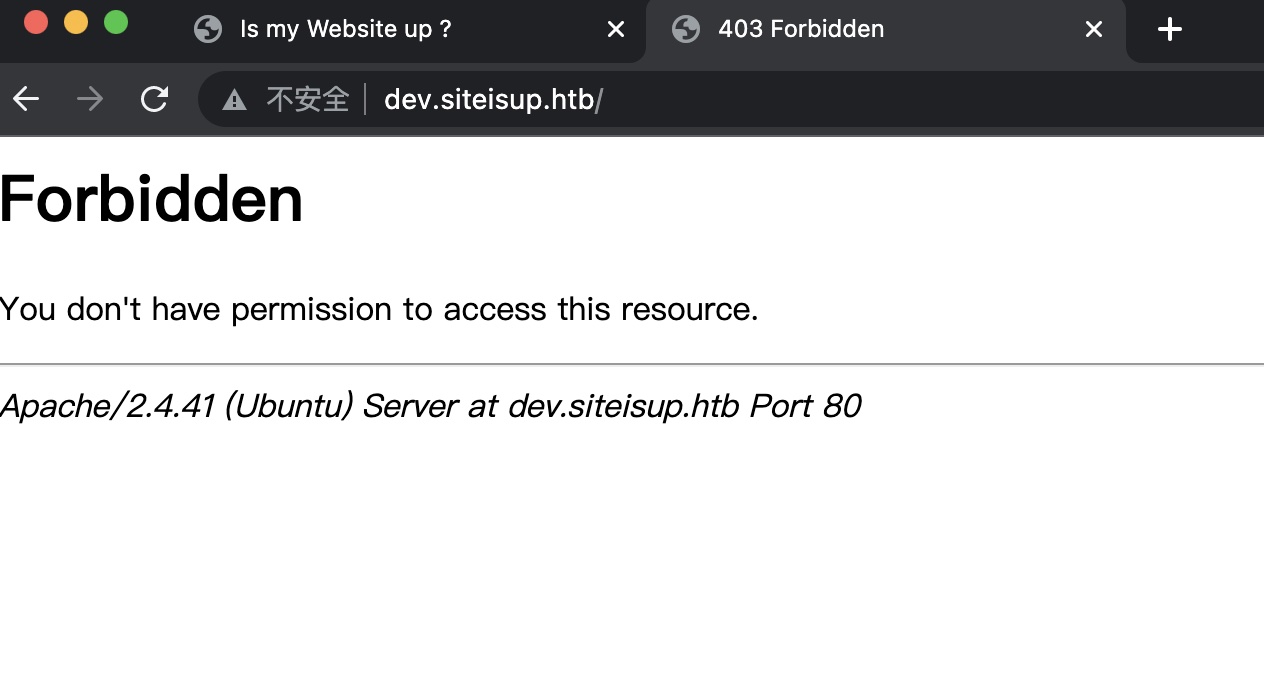 Is my Website up ?
403 Forbidden
不安全 dev.siteisup.htb/
Forbidden
You don't have permission to access this resource.
Apache/2.4.41 (Ubuntu) Server at dev.siteisup.htb Port 80